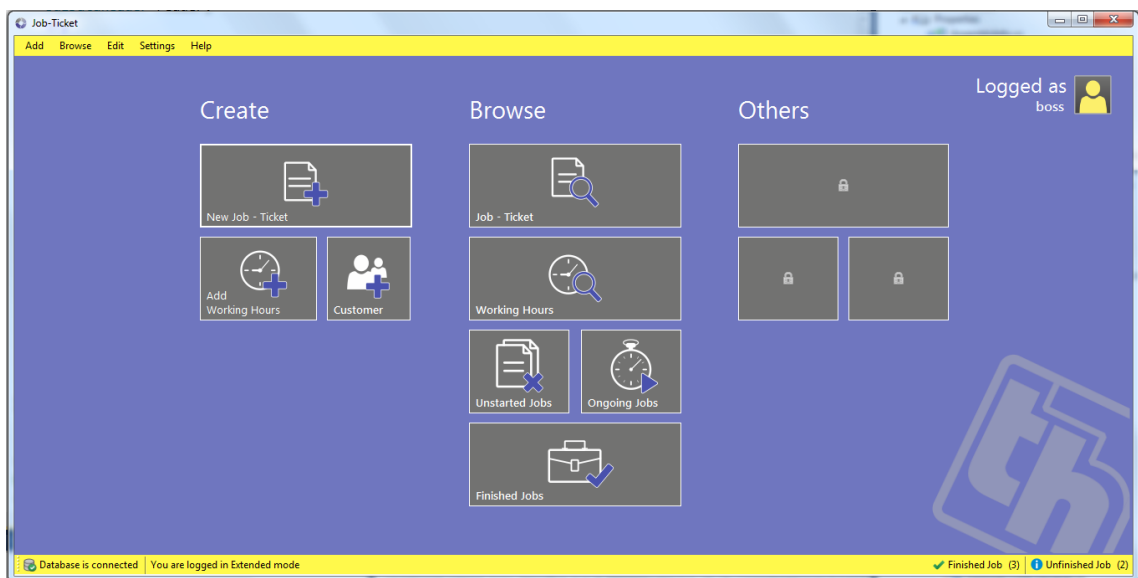 Job-Ticket
Add Browse Edit Settings Help
Logged as
boss
Create
Browse
Others
New Job - Ticket
Job - Ticket
Add
Working Hours
Customer
Working Hours
Unstarted Jobs
Ongoing Jobs
Finished Jobs
th
Database is connected
You are logged in Extended mode
Finished Job (3)
Unfinished Job (2)